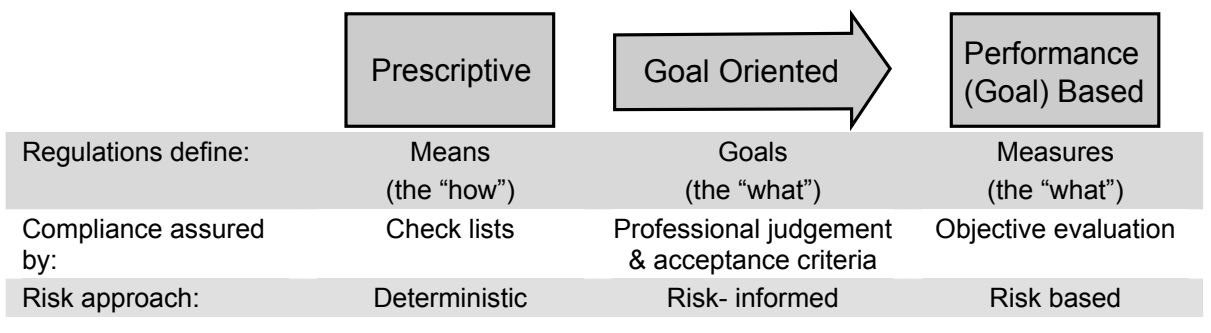 Prescriptive
Goal Oriented
Performance
(Goal) Based
Regulations define:
Means
(the “how”)
Goals
(the “what”)
Measures
(the “what”)
Compliance assured
by:
Check lists
Professional judgement
& acceptance criteria
Objective evaluation
Risk approach:
Deterministic
Risk- informed
Risk based